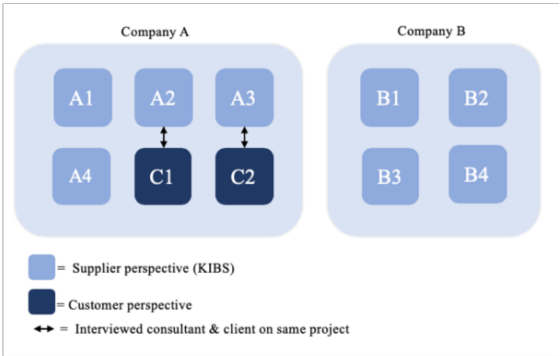 Company A
Company B
A1 A2 A3
B1 B2
A4 C1 C2
B3 B4
= Supplier perspective (KIBS)
= Customer perspective
= Interviewed consultant & client on same project